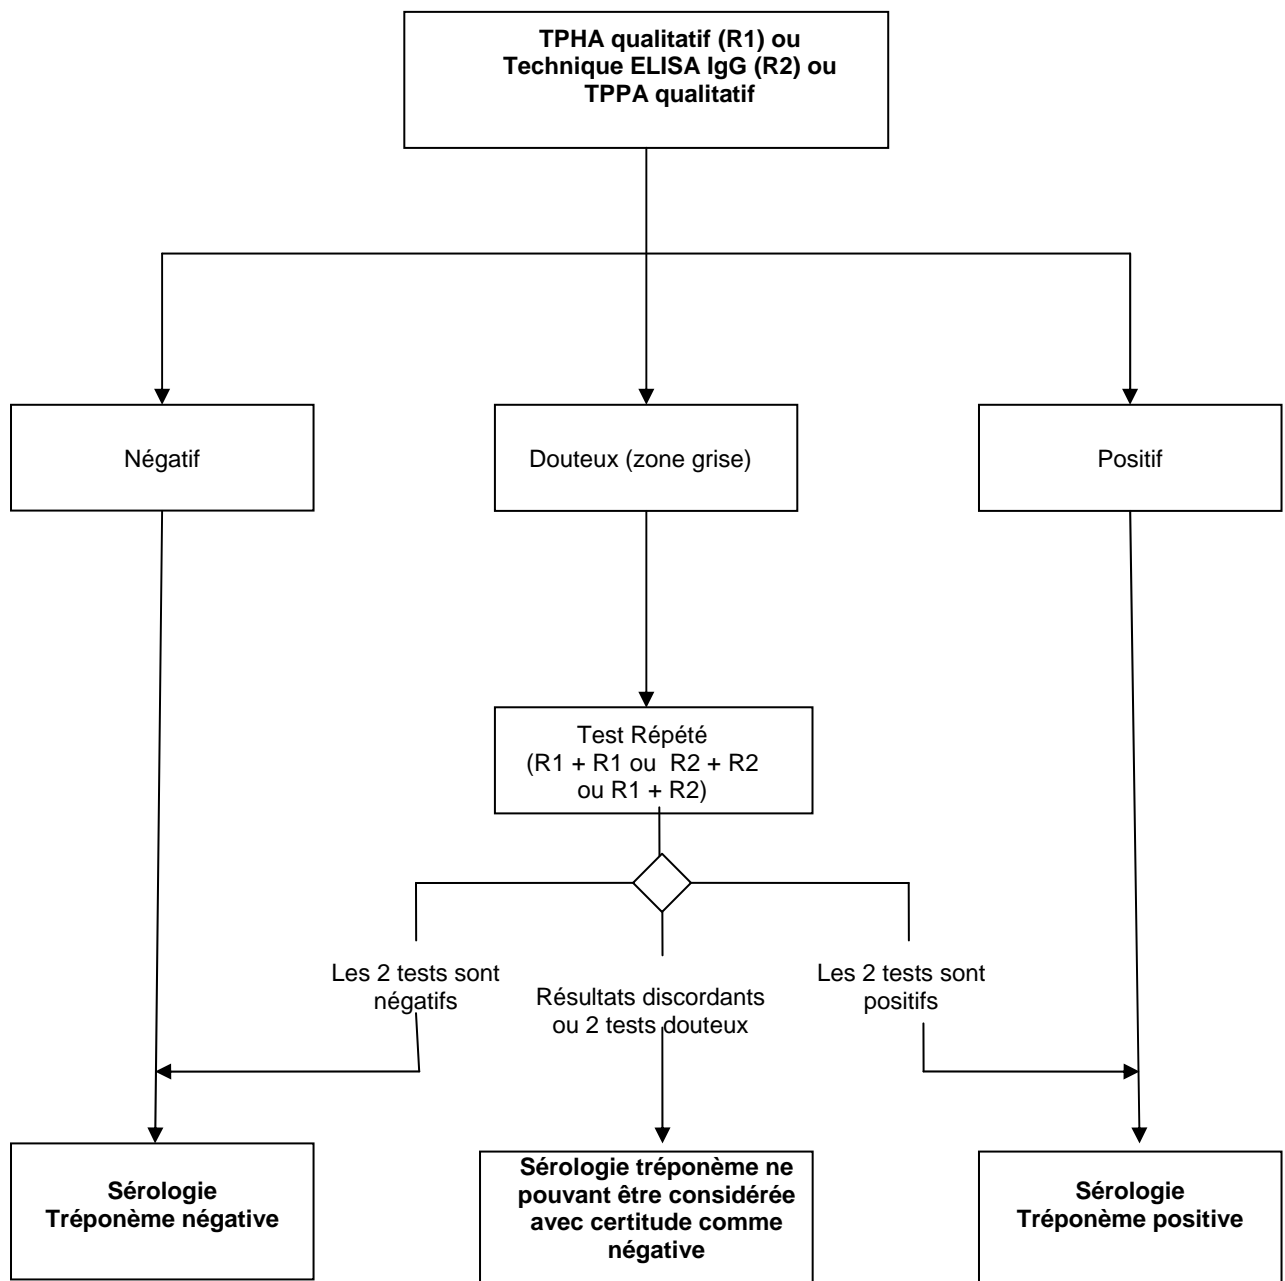 TPHA qualitatif (R1) ou
Technique ELISA IgG (R2) ou
TPPA qualitatif
Négatif
Douteux (zone grise)
Positif
Test Répété
(R1 + R1 ou R2 + R2
ou R1 + R2)
Les 2 tests sont
négatifs
Résultats discordants
ou 2 tests douteux
Les 2 tests sont
positifs
Sérologie
Tréponème négative
Sérologie tréponème ne
pouvant être considérée
avec certitude comme
négative
Sérologie
Tréponème positive